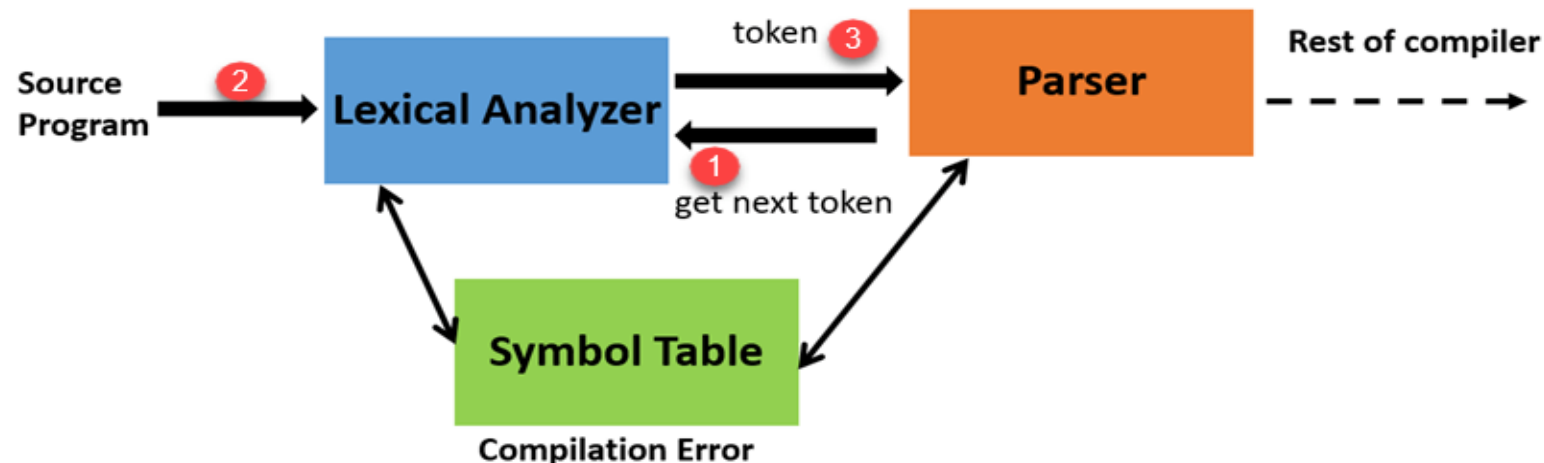 token 3
Rest of compiler
Source
Program
2
Lexical Analyzer
Parser
1
get next token
Symbol Table
Compilation Error